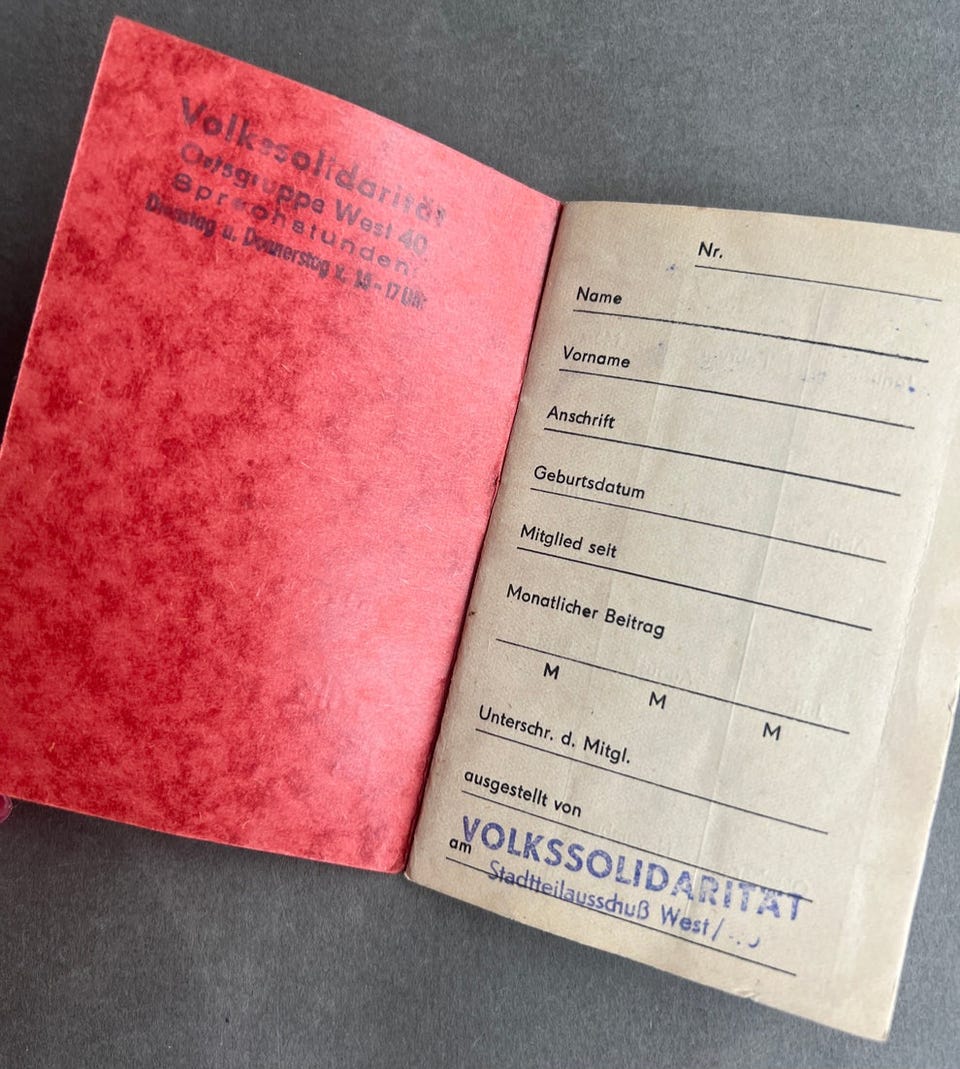 Volkssolidarität
Ortsgruppe West 40
Sprechstunden:
Dienstag u. Donnerstag v. - 17 Uhr
Nr.
Name
Vorname
Anschrift
Geburtsdatum
Mitglied seit
Monatlicher Beitrag
M
M
M
Unterschr. d. Mitgl.
ausgestellt von
VOLKSSOLIDARITÄT
am
Stadtteilausschuß West/